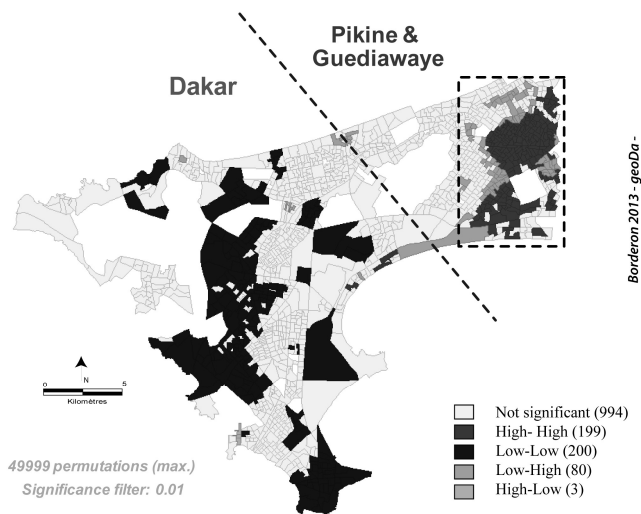 Pikine &
Guediawaye
Dakar
Borderon 2013 - geoDa -
N
0 5
Kilomètres
49999 permutations (max.)
Significance filter: 0.01
Not significant (994)
High- High (199)
Low-Low (200)
Low-High (80)
High-Low (3)